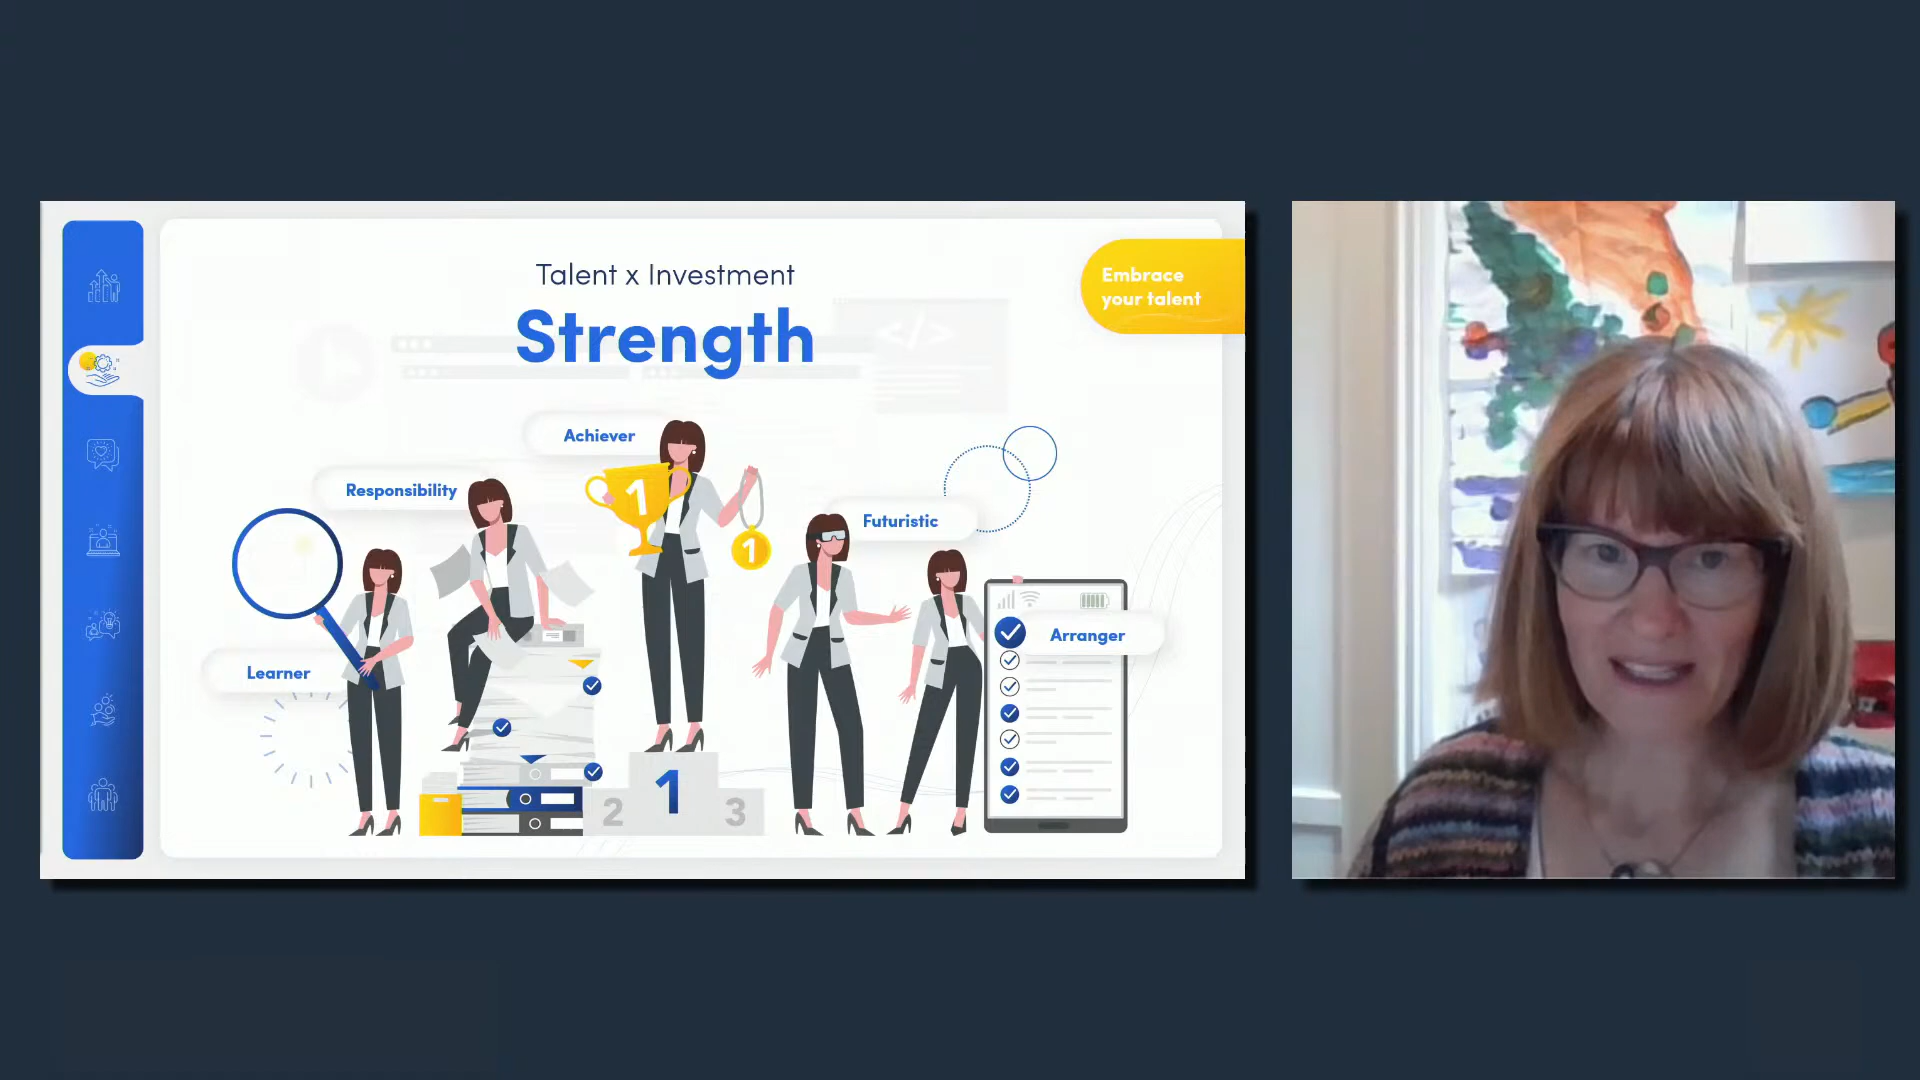 Talent x Investment
Strength
Embrace
your talent
</>
Achiever
1
1
Responsibility
Futuristic
Arranger
Learner
1
2
3